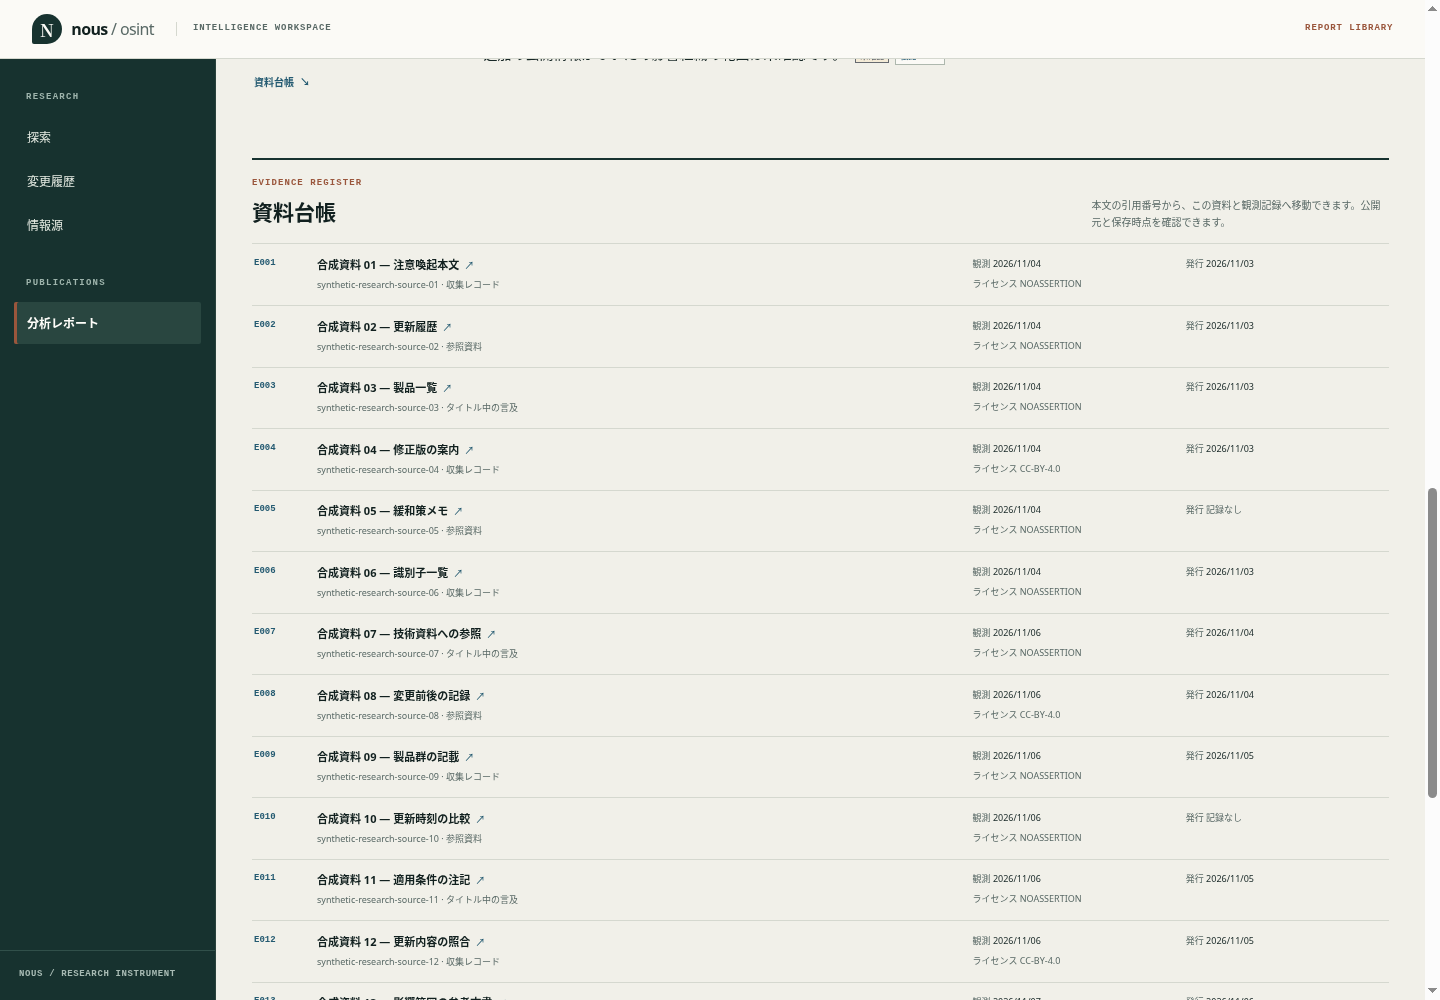 N nous / osint
INTELLIGENCE WORKSPACE
REPORT LIBRARY
RESEARCH
探索
変更履歴
情報源
PUBLICATIONS
分析レポート
NOUS / RESEARCH INSTRUMENT
資料台帳 ↘
EVIDENCE REGISTER
資料台帳
本文の引用番号から、この資料と観測記録へ移動できます。公開
元と保存時点を確認できます。
E001
合成資料 01 — 注意喚起本文 ↗
synthetic-research-source-01 · 収集レコード
観測 2026/11/04
ライセンス NOASSERTION
発行 2026/11/03
E002
合成資料 02 — 更新履歴 ↗
synthetic-research-source-02 · 参照資料
観測 2026/11/04
ライセンス NOASSERTION
発行 2026/11/03
E003
合成資料 03 — 製品一覧 ↗
synthetic-research-source-03 · タイトル中の言及
観測 2026/11/04
ライセンス NOASSERTION
発行 2026/11/03
E004
合成資料 04 — 修正版の案内 ↗
synthetic-research-source-04 · 収集レコード
観測 2026/11/04
ライセンス CC-BY-4.0
発行 2026/11/03
E005
合成資料 05 — 緩和策メモ ↗
synthetic-research-source-05 · 参照資料
観測 2026/11/04
ライセンス NOASSERTION
発行 記録なし
E006
合成資料 06 — 識別子一覧 ↗
synthetic-research-source-06 · 収集レコード
観測 2026/11/04
ライセンス NOASSERTION
発行 2026/11/03
E007
合成資料 07 — 技術資料への参照 ↗
synthetic-research-source-07 · タイトル中の言及
観測 2026/11/06
ライセンス NOASSERTION
発行 2026/11/04
E008
合成資料 08 — 変更前後の記録 ↗
synthetic-research-source-08 · 参照資料
観測 2026/11/06
ライセンス CC-BY-4.0
発行 2026/11/04
E009
合成資料 09 — 製品群の記載 ↗
synthetic-research-source-09 · 収集レコード
観測 2026/11/06
ライセンス NOASSERTION
発行 2026/11/05
E010
合成資料 10 — 更新時刻の比較 ↗
synthetic-research-source-10 · 参照資料
観測 2026/11/06
ライセンス NOASSERTION
発行 記録なし
E011
合成資料 11 — 適用条件の注記 ↗
synthetic-research-source-11 · タイトル中の言及
観測 2026/11/06
ライセンス NOASSERTION
発行 2026/11/05
E012
合成資料 12 — 更新内容の照合 ↗
synthetic-research-source-12 · 収集レコード
観測 2026/11/06
ライセンス CC-BY-4.0
発行 2026/11/05